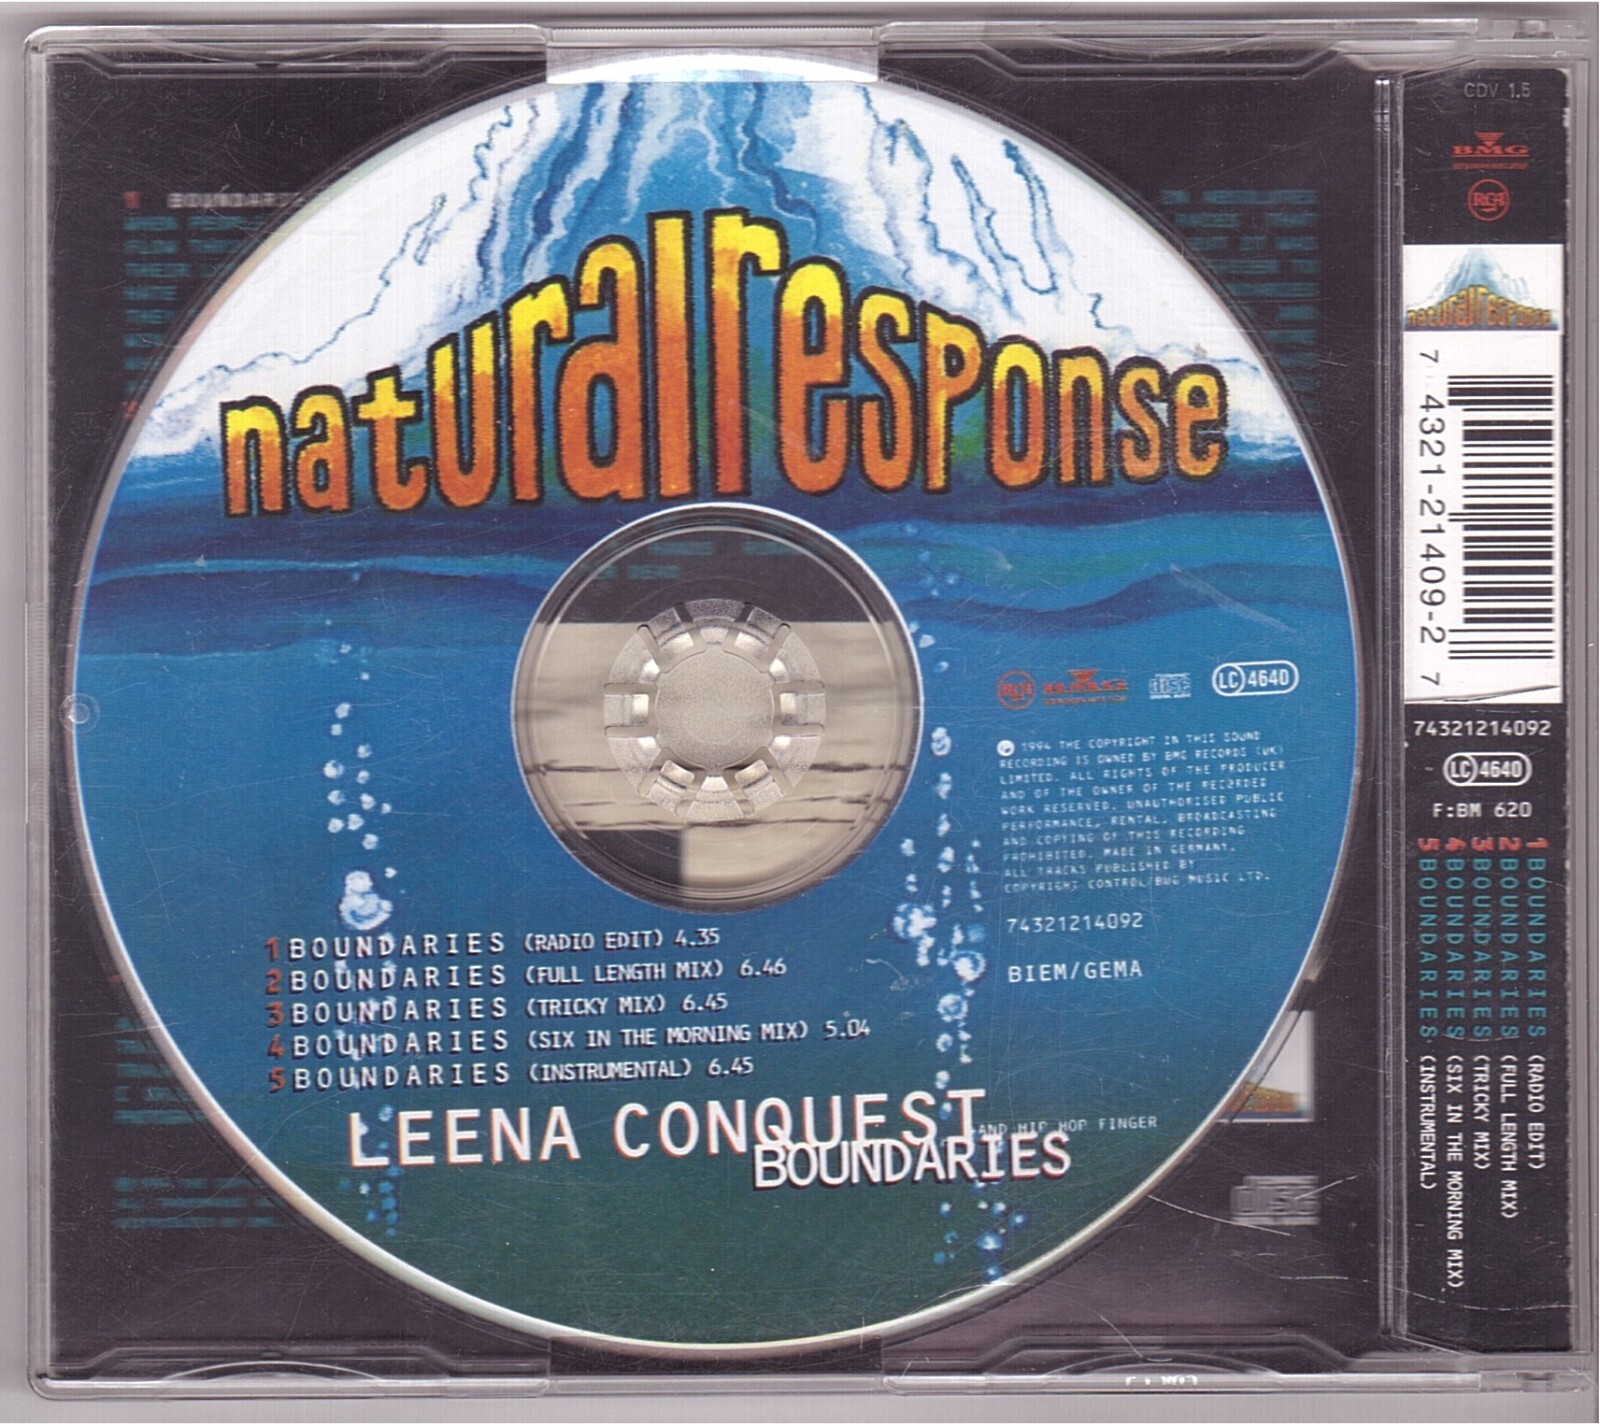 naturalresponse
RCA
BMG
LC 4640
℗ 1994 THE COPYRIGHT IN THIS SOUND
RECORDING IS OWNED BY BMG RECORDS (UK)
LIMITED. ALL RIGHTS OF THE PRODUCER
AND OF THE OWNER OF THE RECORDED
WORK RESERVED. UNAUTHORISED PUBLIC
PERFORMANCE, RENTAL, BROADCASTING
AND COPYING OF THIS RECORDING
PROHIBITED. MADE IN GERMANY.
ALL TRACKS PUBLISHED BY
COPYRIGHT CONTROL/BUG MUSIC LTD.
74321214092
BIEM/GEMA
1 BOUNDARIES (RADIO EDIT) 4.35
2 BOUNDARIES (FULL LENGTH MIX) 6.46
3 BOUNDARIES (TRICKY MIX) 6.45
4 BOUNDARIES (SIX IN THE MORNING MIX) 5.04
5 BOUNDARIES (INSTRUMENTAL) 6.45
LEENA CONQUEST
AND HIP HOP FINGER
BOUNDARIES
1 BOUNDARIES
CDV 1.5
BMG
RCA
naturalresponse
7 4321-21409-2 7
74321214092
LC 4640
F:BM 620
1 BOUNDARIES (RADIO EDIT)
2 BOUNDARIES (FULL LENGTH MIX)
3 BOUNDARIES (TRICKY MIX)
4 BOUNDARIES (SIX IN THE MORNING MIX)
5 BOUNDARIES (INSTRUMENTAL)